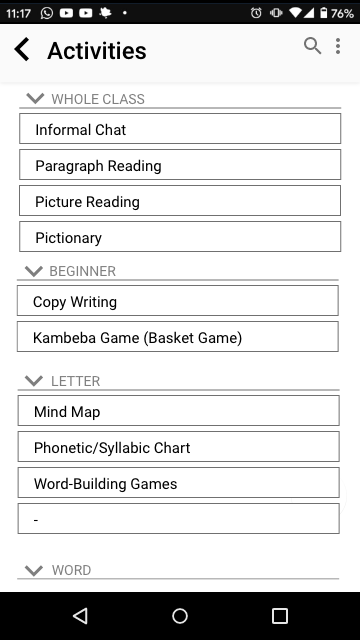 11:17
76%
Activities
WHOLE CLASS
Informal Chat
Paragraph Reading
Picture Reading
Pictionary
BEGINNER
Copy Writing
Kambeba Game (Basket Game)
LETTER
Mind Map
Phonetic/Syllabic Chart
Word-Building Games
-
WORD